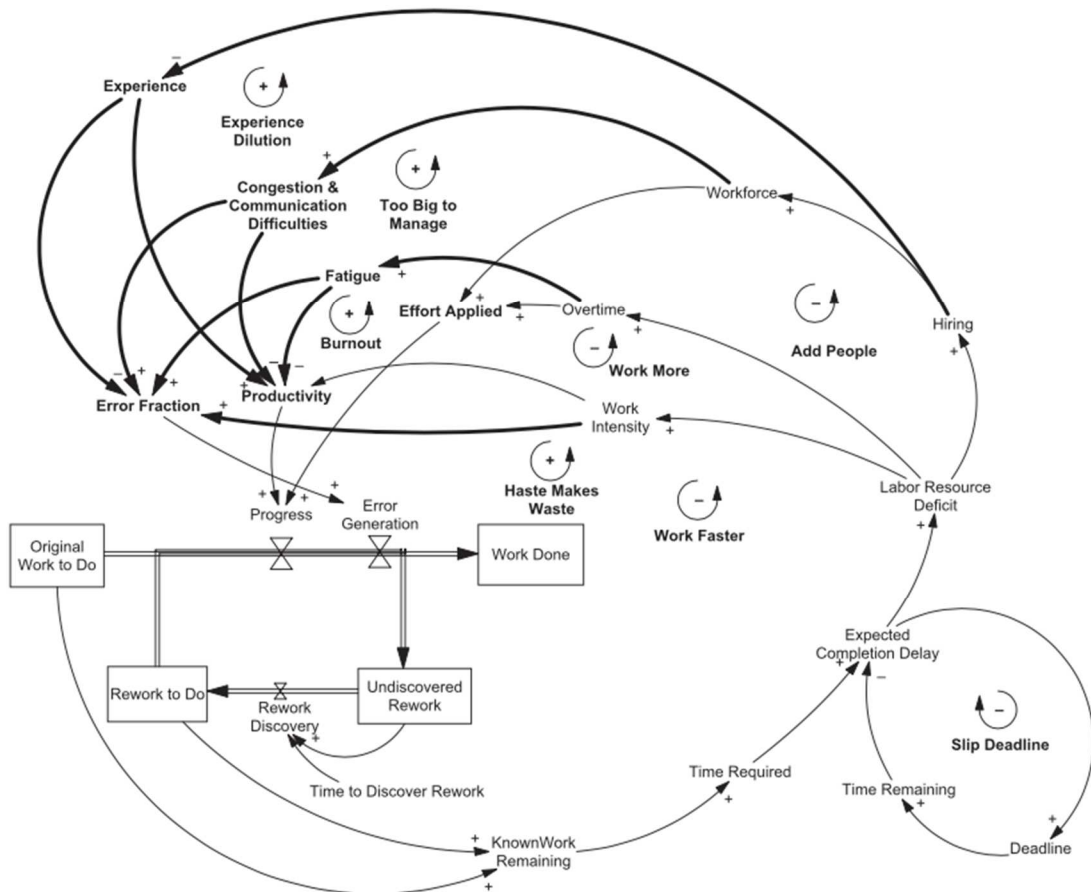 Experience
+
Experience
Dilution
Congestion &
Communication
Difficulties
+
Too Big to
Manage
Workforce
Fatigue
+
Burnout
Effort Applied
Overtime
-
Work More
-
Add People
Hiring
Error Fraction
Productivity
Work
Intensity
+
Haste Makes
Waste
-
Work Faster
Labor Resource
Deficit
Progress
Error
Generation
Original
Work to Do
Work Done
Expected
Completion Delay
Rework to Do
Undiscovered
Rework
Rework
Discovery
-
Slip Deadline
Time to Discover Rework
Time Required
Time Remaining
Deadline
KnownWork
Remaining